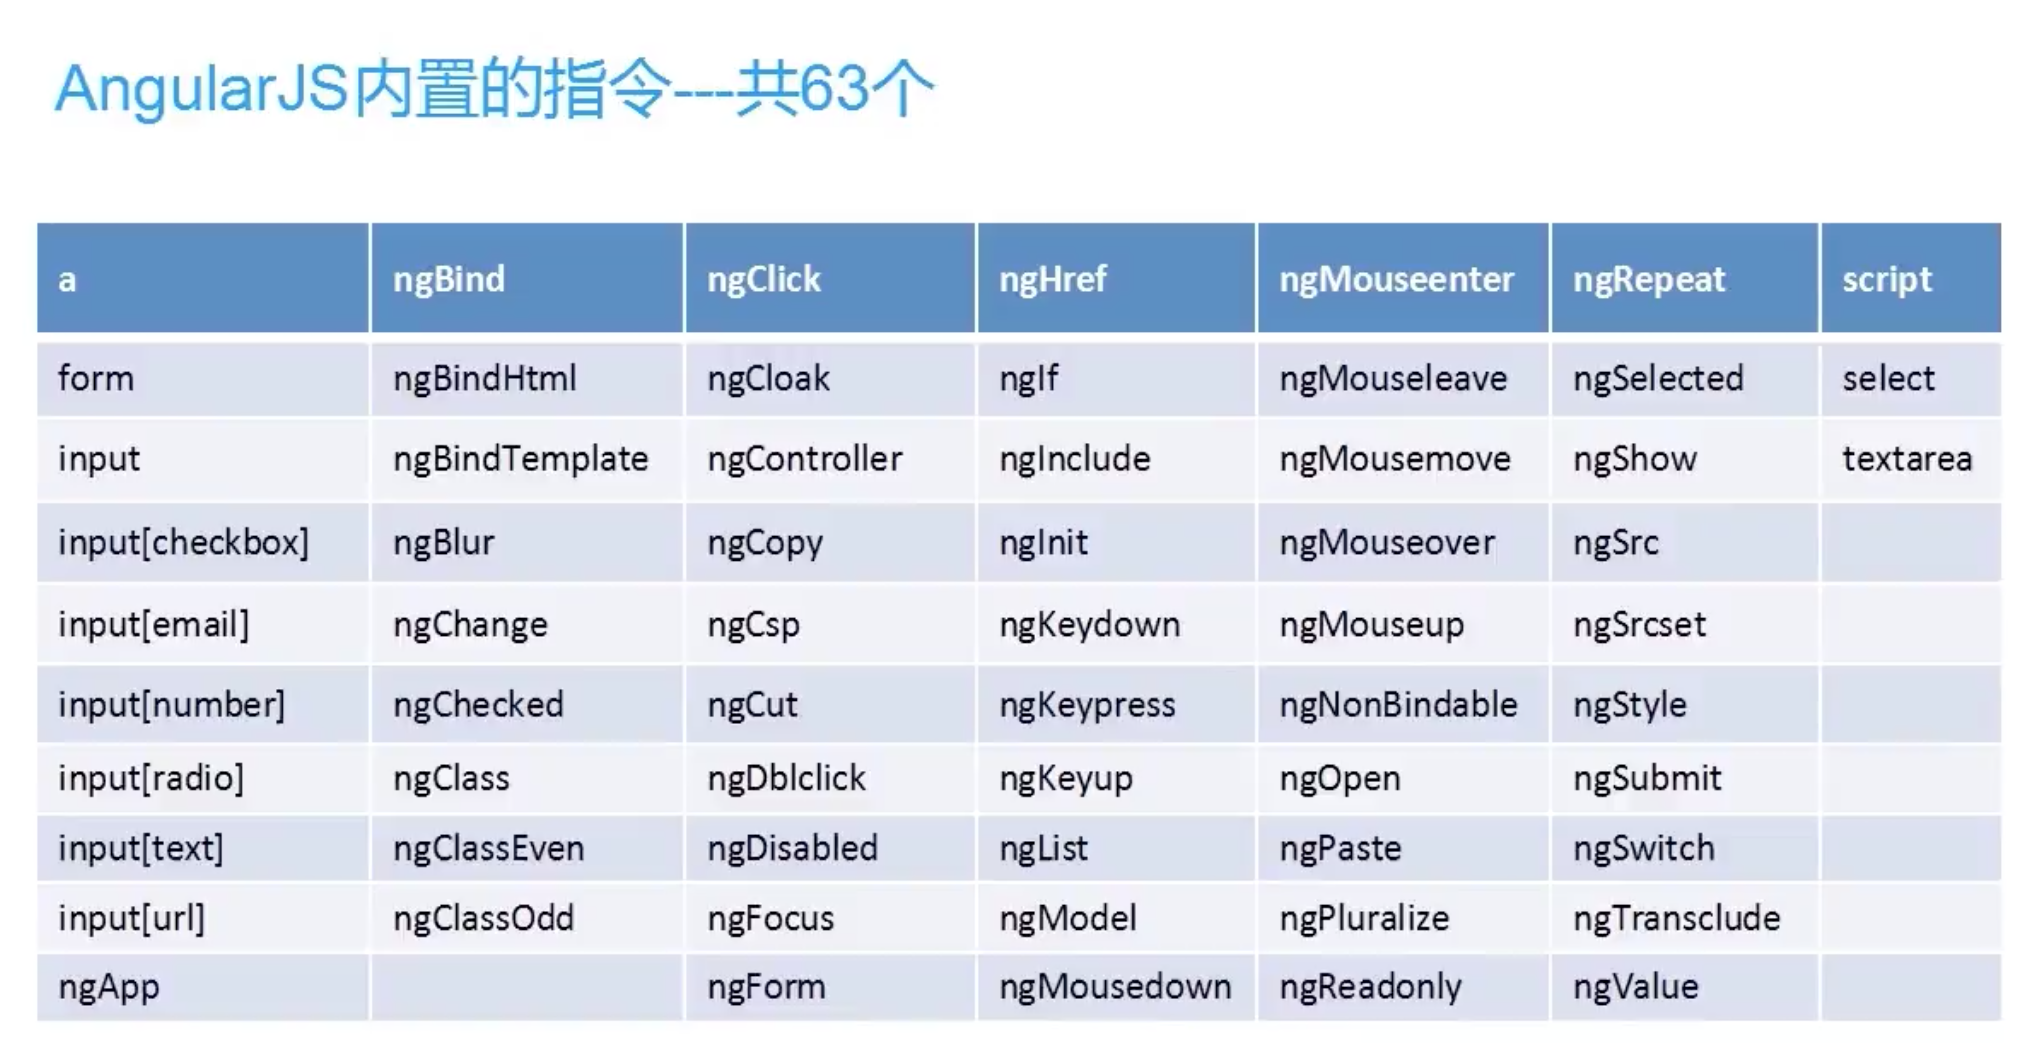 AngularJS内置的指令---共63个
a ngBind ngClick ngHref ngMouseenter ngRepeat script
form ngBindHtml ngCloak ngIf ngMouseleave ngSelected select
input ngBindTemplate ngController ngInclude ngMousemove ngShow textarea
input[checkbox] ngBlur ngCopy ngInit ngMouseover ngSrc
input[email] ngChange ngCsp ngKeydown ngMouseup ngSrcset
input[number] ngChecked ngCut ngKeypress ngNonBindable ngStyle
input[radio] ngClass ngDblclick ngKeyup ngOpen ngSubmit
input[text] ngClassEven ngDisabled ngList ngPaste ngSwitch
input[url] ngClassOdd ngFocus ngModel ngPluralize ngTransclude
ngApp ngForm ngMousedown ngReadonly ngValue